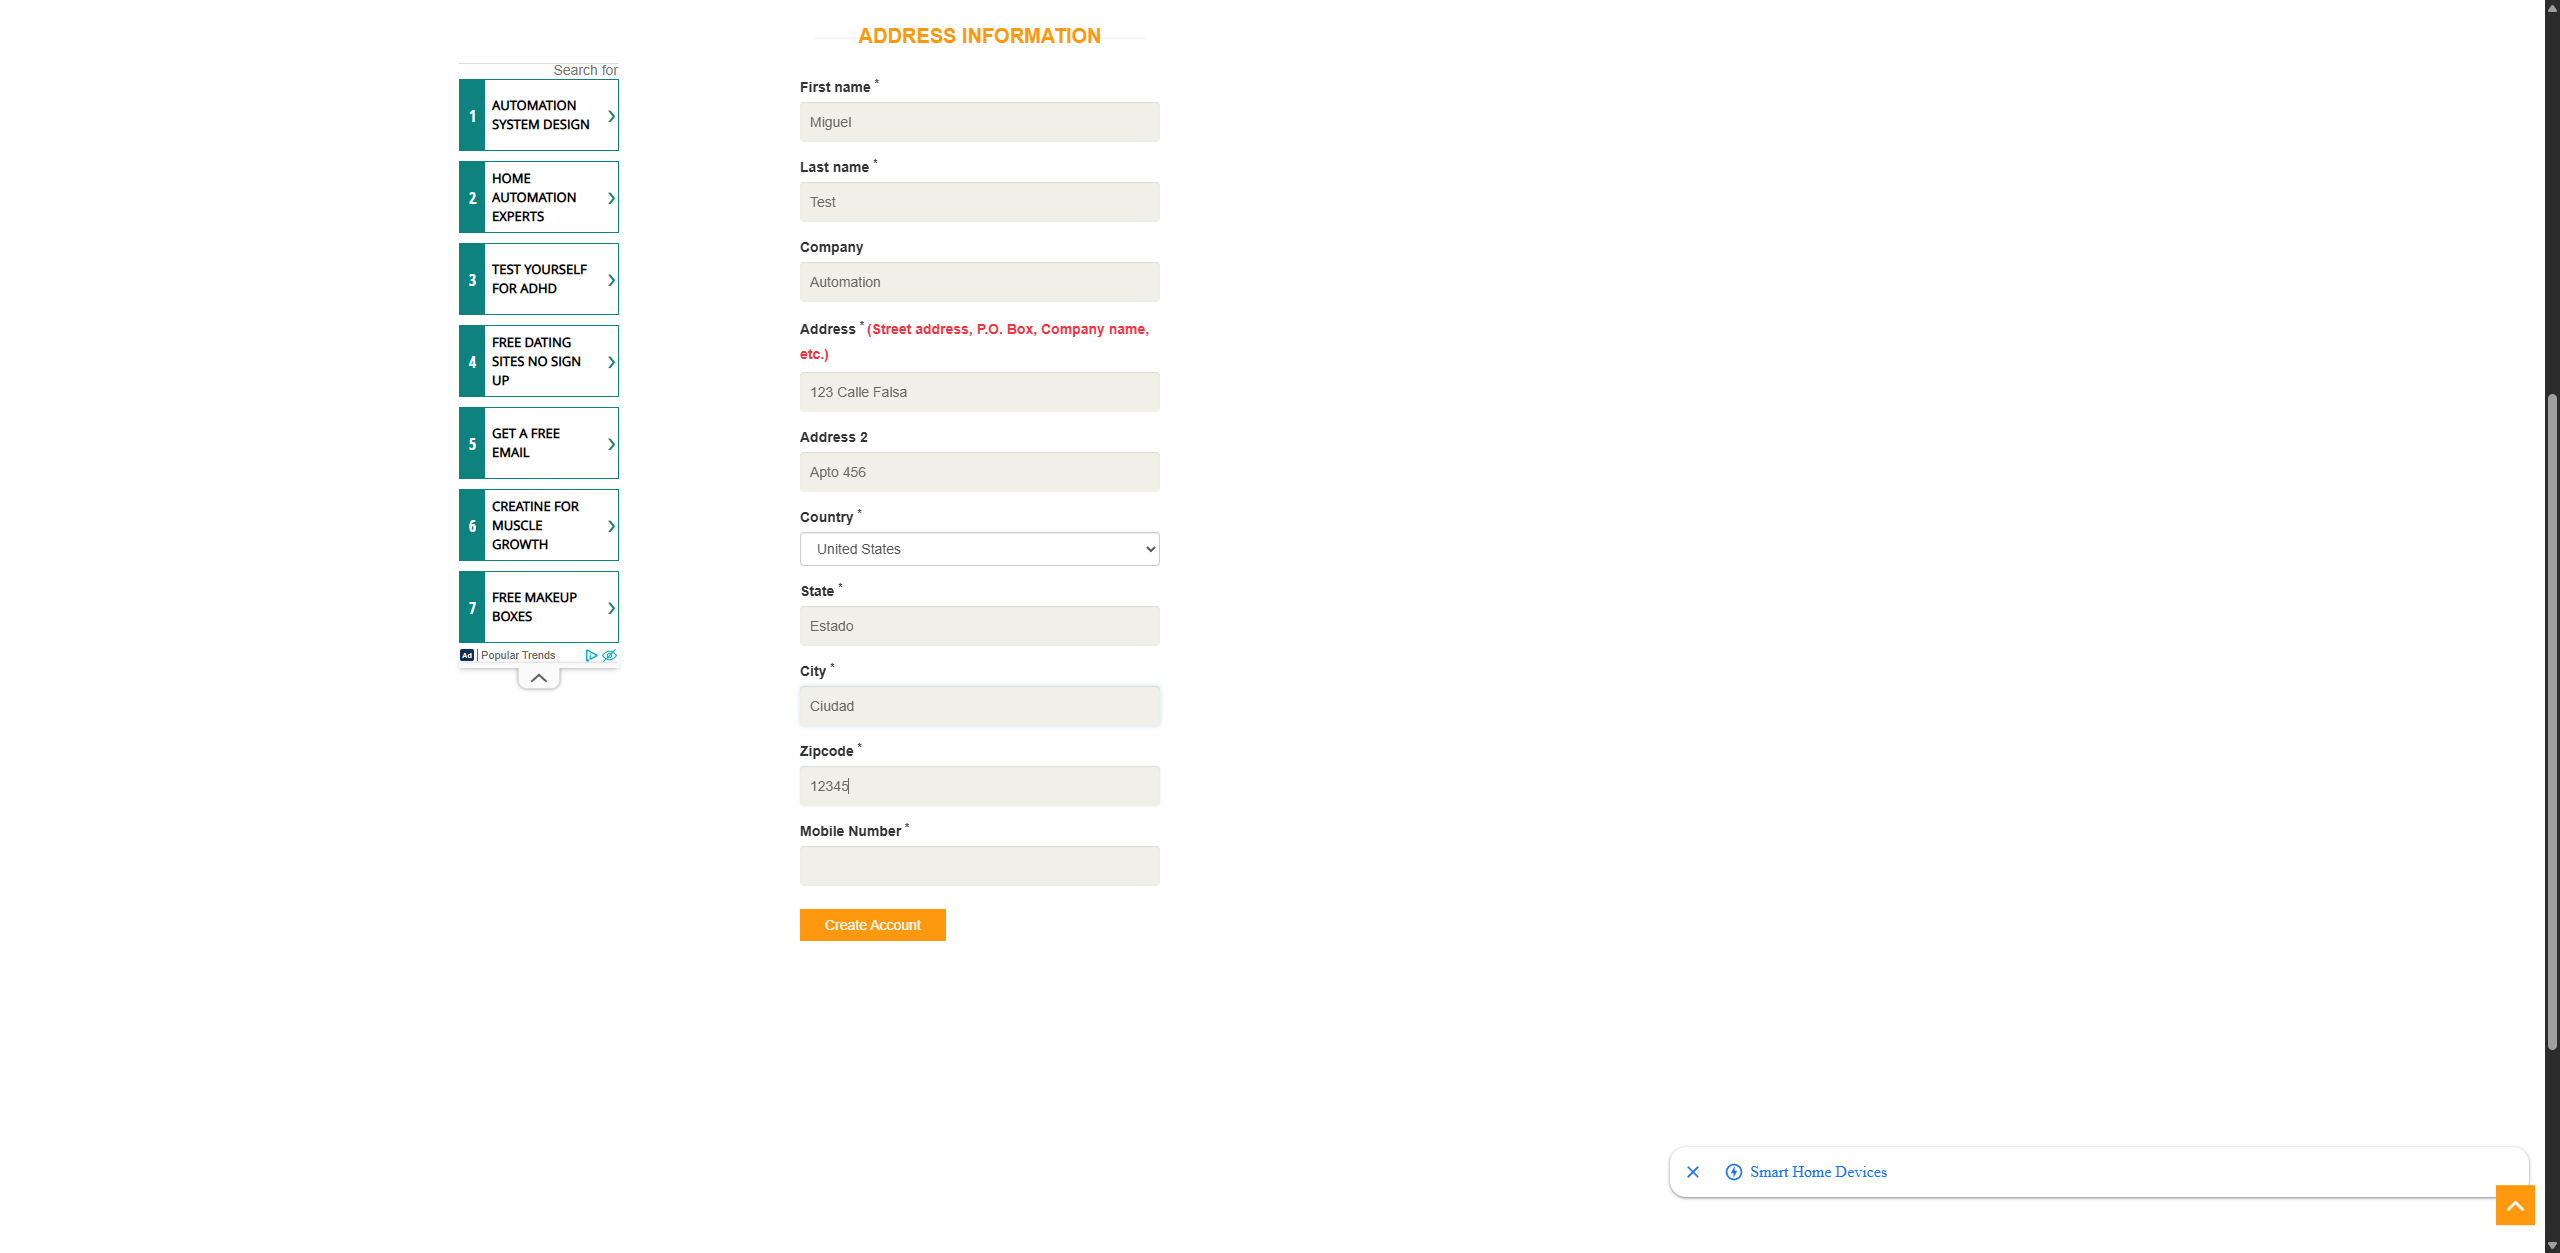 ADDRESS INFORMATION
Search for
1
AUTOMATION
SYSTEM DESIGN
2
HOME
AUTOMATION
EXPERTS
3
TEST YOURSELF
FOR ADHD
4
FREE DATING
SITES NO SIGN
UP
5
GET A FREE
EMAIL
6
CREATINE FOR
MUSCLE
GROWTH
7
FREE MAKEUP
BOXES
Ad | Popular Trends
First name *
Miguel
Last name *
Test
Company
Automation
Address * (Street address, P.O. Box, Company name,
etc.)
123 Calle Falsa
Address 2
Apto 456
Country *
United States
State *
Estado
City *
Ciudad
Zipcode *
12345
Mobile Number *
Create Account
Smart Home Devices